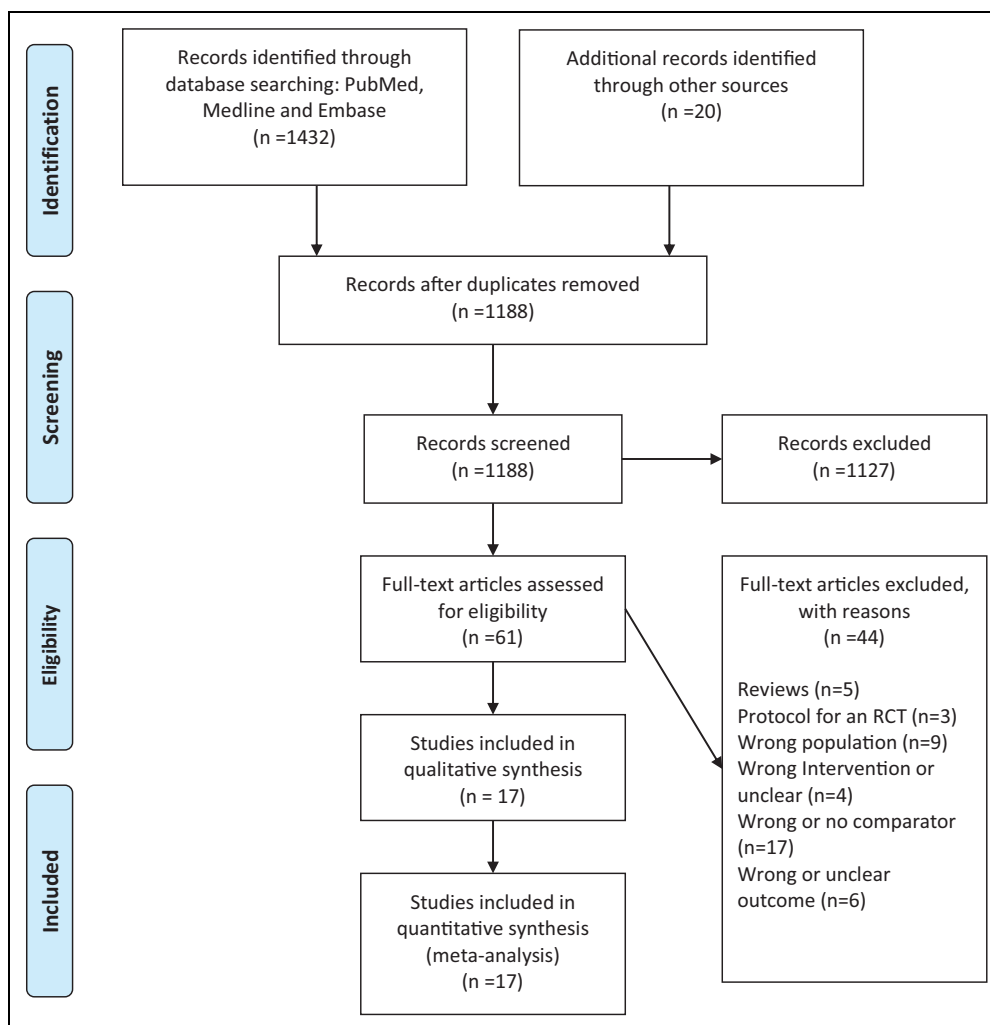 Identification
Records identified through
database searching: PubMed,
Medline and Embase
(n =1432)
Additional records identified
through other sources
(n =20)
Records after duplicates removed
(n =1188)
Screening
Records screened
(n =1188)
Records excluded
(n =1127)
Eligibility
Full-text articles assessed
for eligibility
(n =61)
Full-text articles excluded,
with reasons
(n =44)
Reviews (n=5)
Protocol for an RCT (n=3)
Wrong population (n=9)
Wrong Intervention or
unclear (n=4)
Wrong or no comparator
(n=17)
Wrong or unclear
outcome (n=6)
Studies included in
qualitative synthesis
(n = 17)
Included
Studies included in
quantitative synthesis
(meta-analysis)
(n =17)